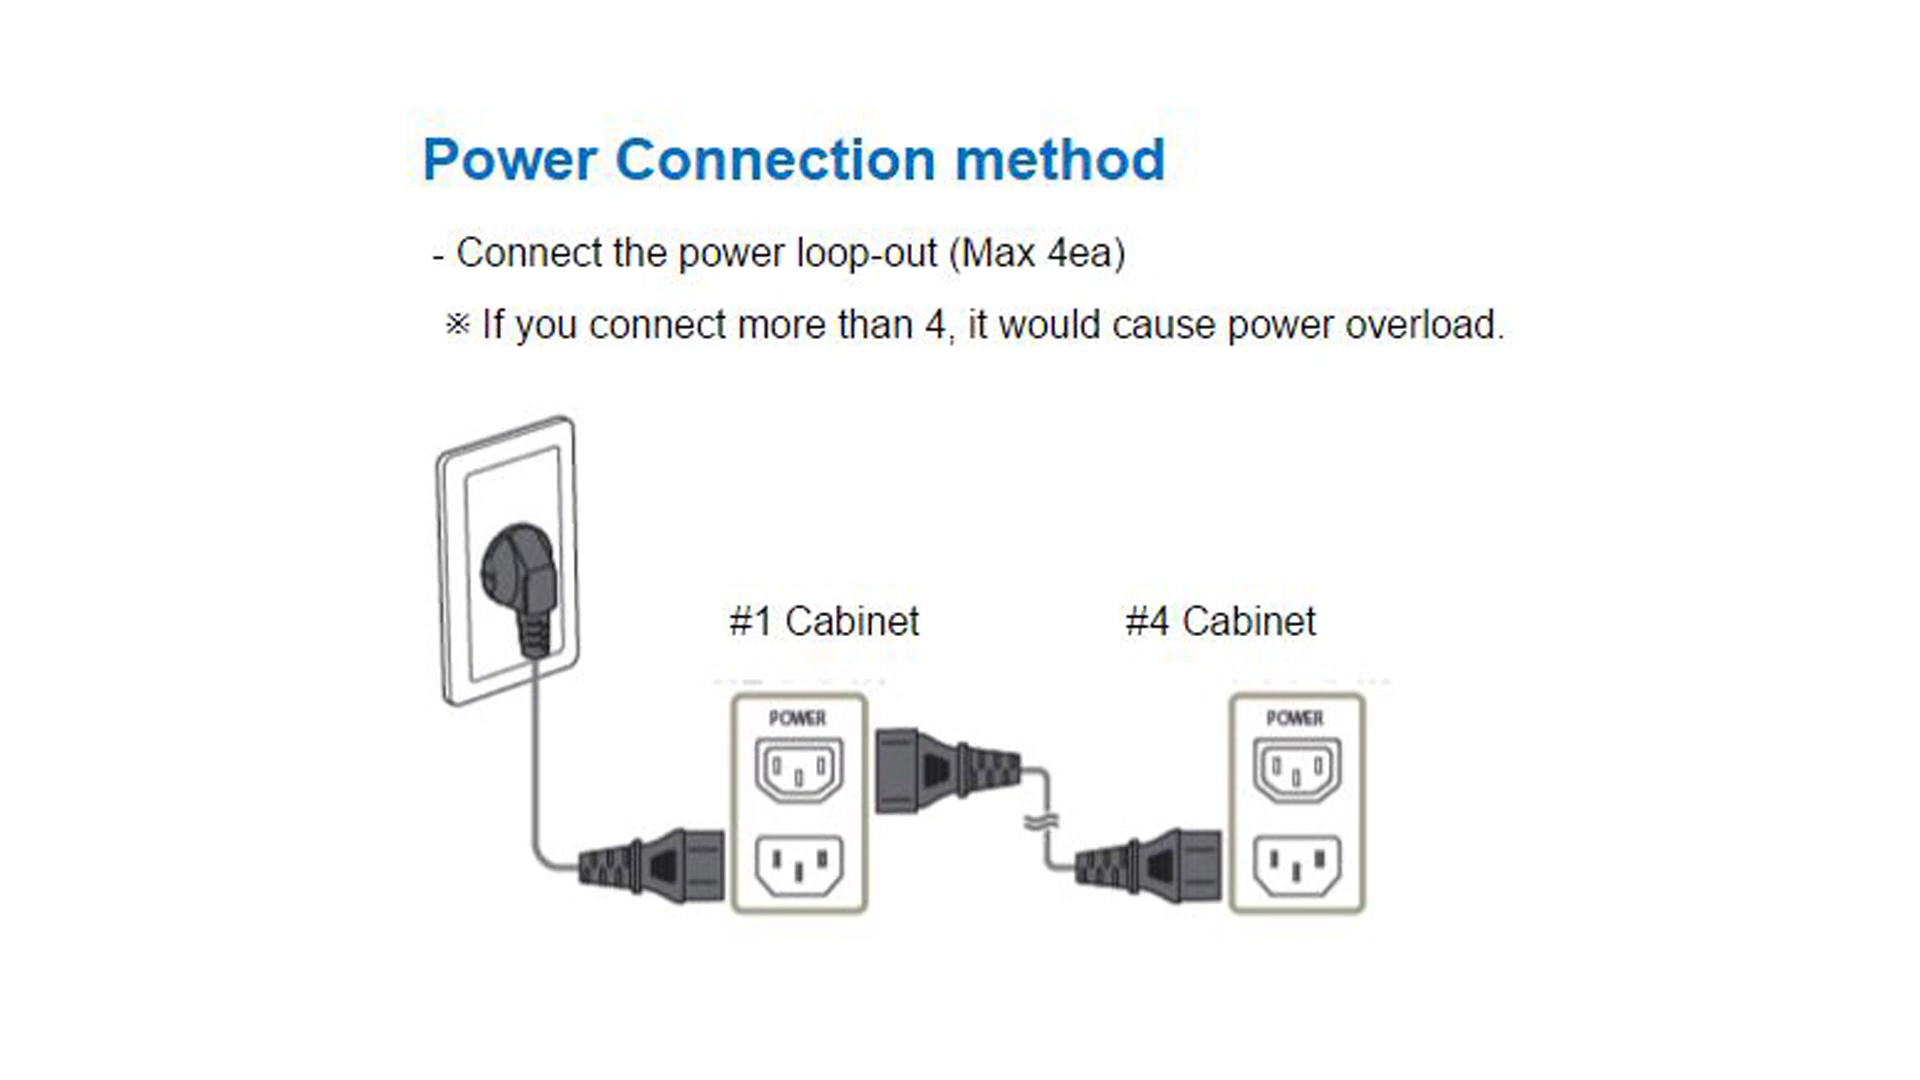 Power Connection method
- Connect the power loop-out (Max 4ea)
※ If you connect more than 4, it would cause power overload.
#1 Cabinet
#4 Cabinet
POWER
POWER